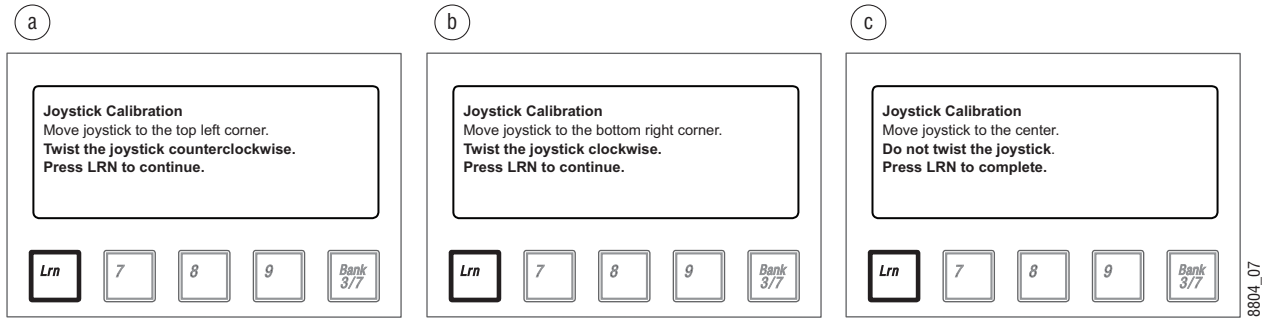 a
Joystick Calibration
Move joystick to the top left corner.
Twist the joystick counterclockwise.
Press LRN to continue.
Lrn
7
8
9
Bank
3/7
b
Joystick Calibration
Move joystick to the bottom right corner.
Twist the joystick clockwise.
Press LRN to continue.
Lrn
7
8
9
Bank
3/7
c
Joystick Calibration
Move joystick to the center.
Do not twist the joystick.
Press LRN to complete.
Lrn
7
8
9
Bank
3/7
8804_07